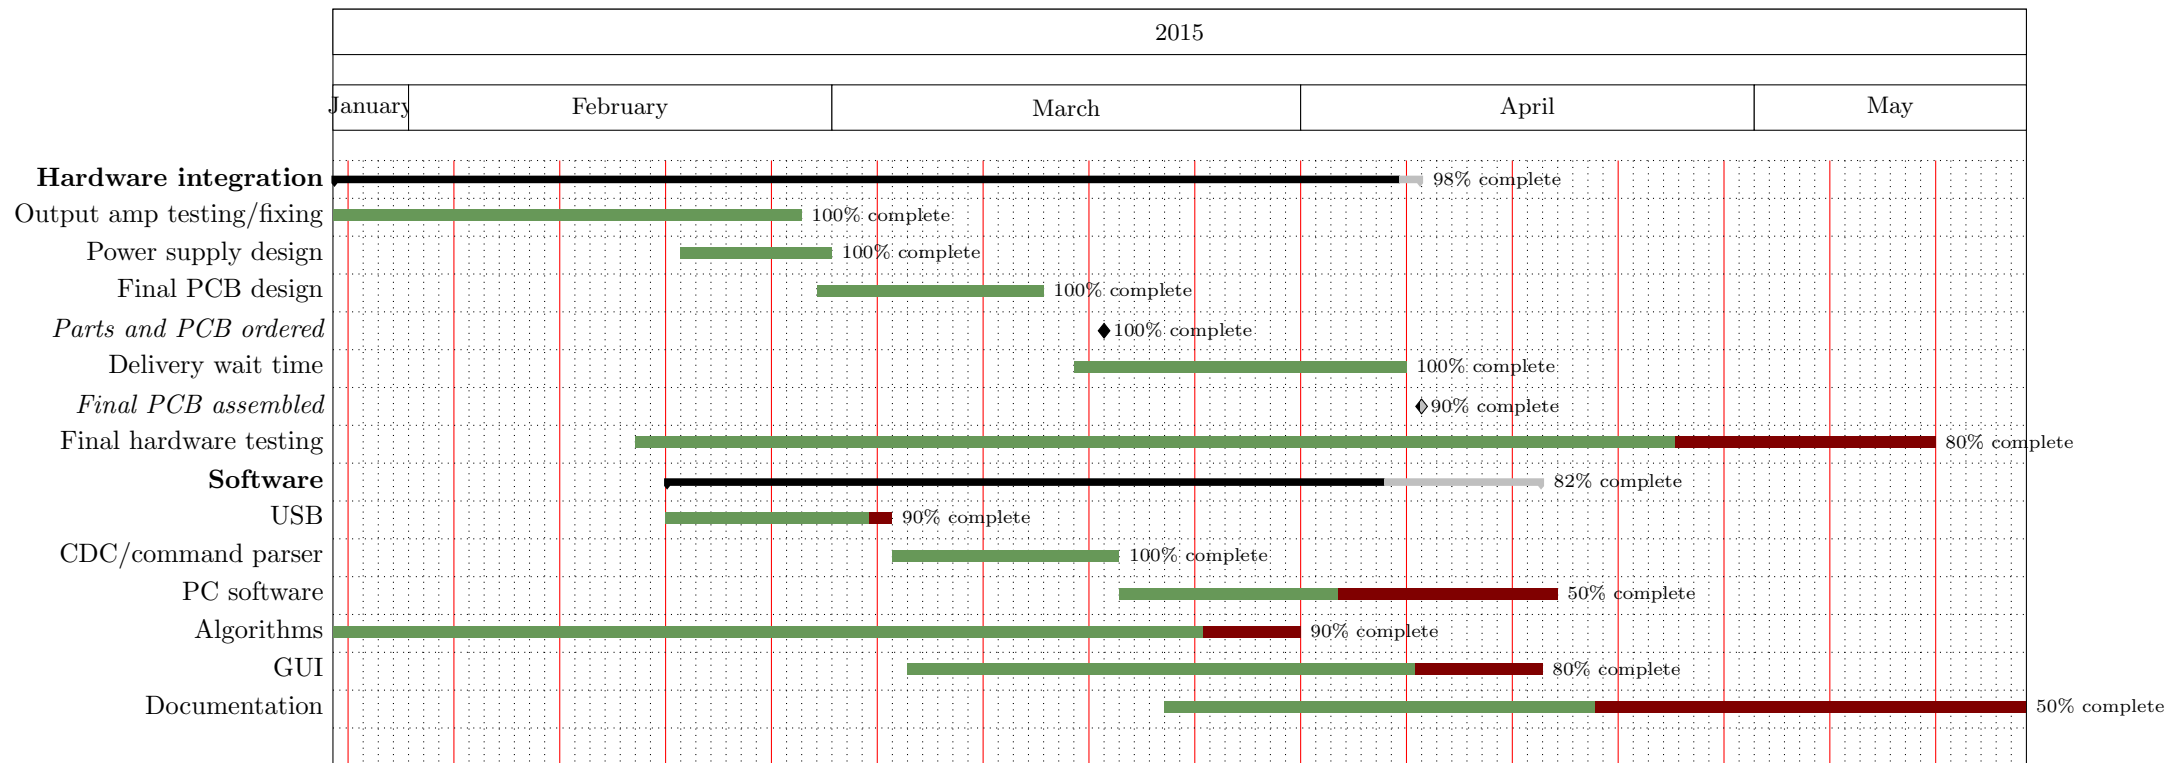 2015
January February March April May
Hardware integration 98% complete
Output amp testing/fixing 100% complete
Power supply design 100% complete
Final PCB design 100% complete
Parts and PCB ordered 100% complete
Delivery wait time 100% complete
Final PCB assembled 90% complete
Final hardware testing 80% complete
Software 82% complete
USB 90% complete
CDC/command parser 100% complete
PC software 50% complete
Algorithms 90% complete
GUI 80% complete
Documentation 50% complete